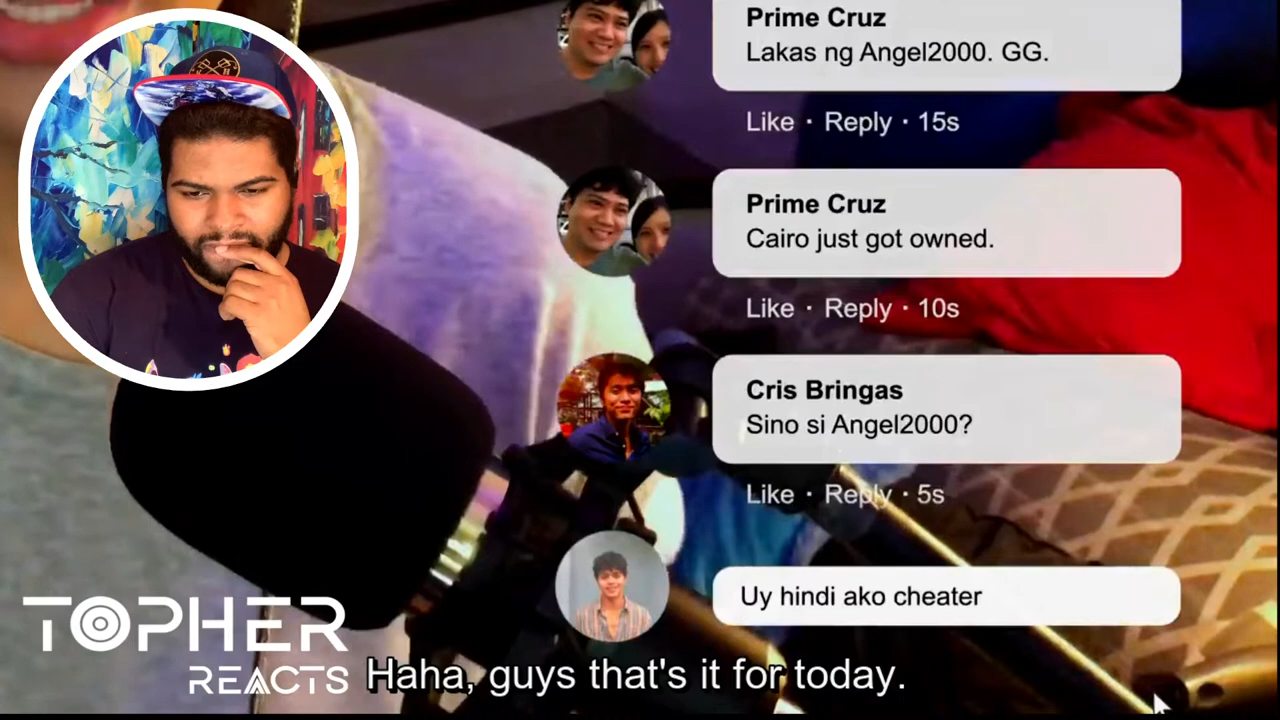 Prime Cruz
Lakas ng Angel2000. GG.
Like · Reply · 15s
Prime Cruz
Cairo just got owned.
Like · Reply · 10s
Cris Bringas
Sino si Angel2000?
Like · Reply · 5s
Uy hindi ako cheater
TOPHER
REACTS
Haha, guys that's it for today.